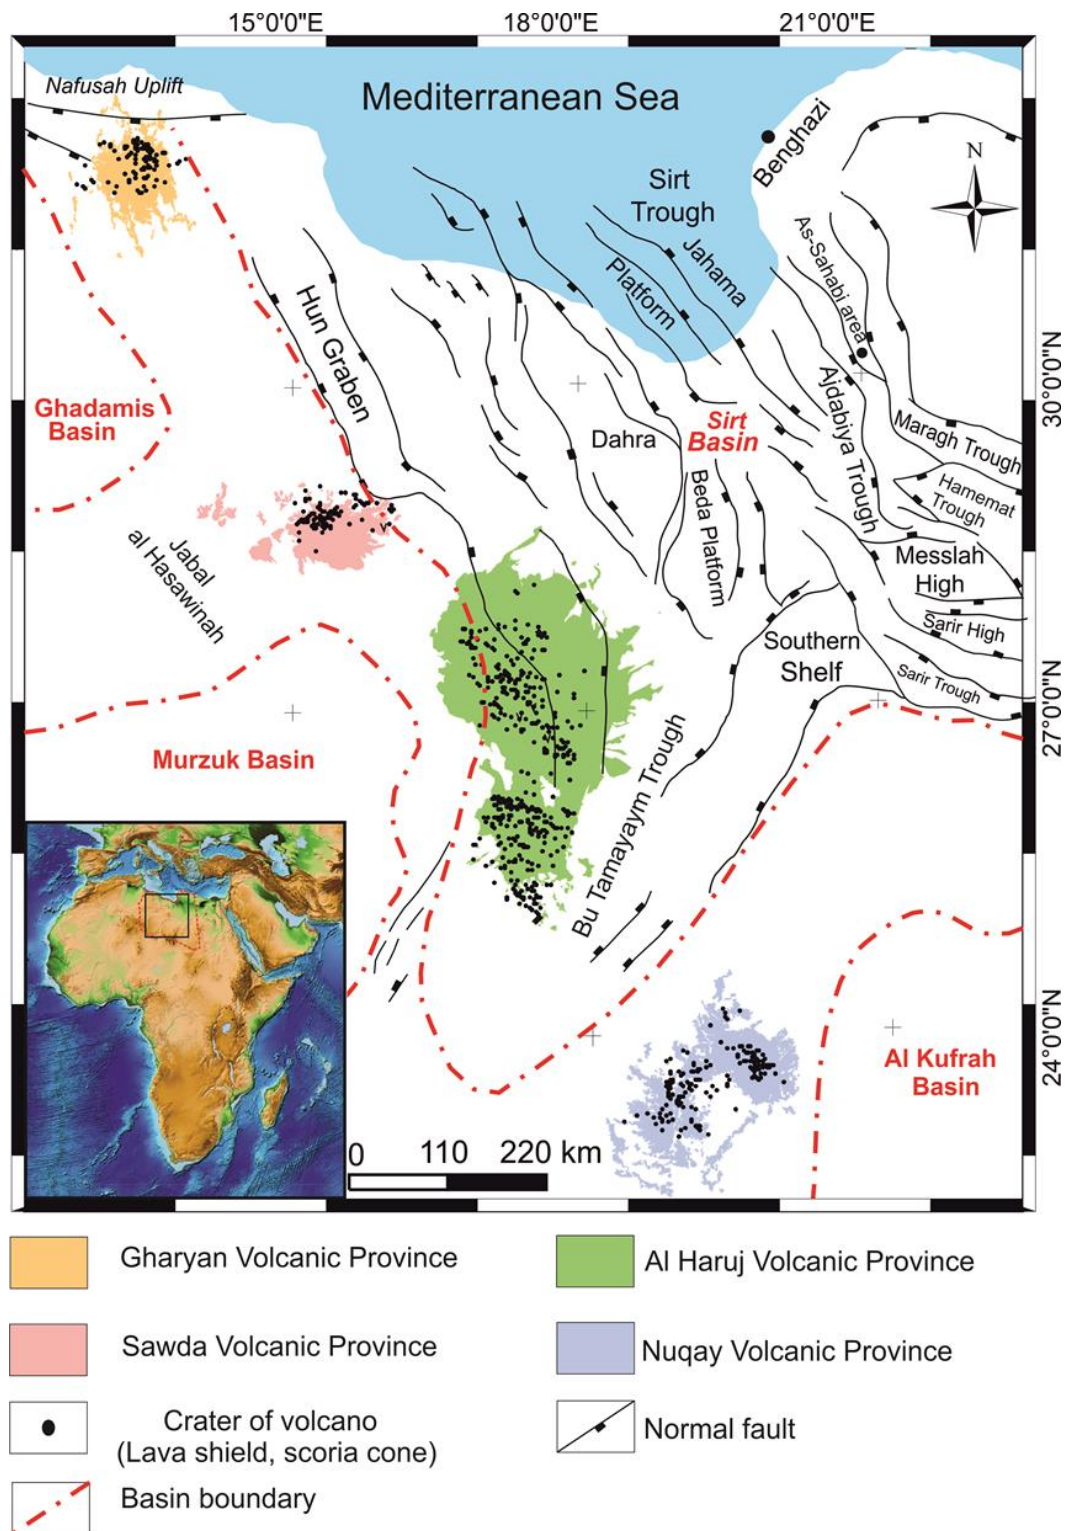 15°0'0"E
18°0'0"E
21°0'0"E
Nafusah Uplift
Mediterranean Sea
Benghazi
N
Sirt
Trough
Jahama
Platform
As-Sahabi area
Hun Graben
30°0'0"N
Ghadamis
Basin
Dahra
Sirt
Basin
Ajdabiya Trough
Maragh Trough
Hamemat
Trough
Beda Platform
Jabal
al Hasawinah
Messlah
High
Sarir High
Southern
Shelf
Sarir Trough
27°0'0"N
Murzuk Basin
Bu Tamayaym Trough
24°0'0"N
Al Kufrah
Basin
0 110 220 km
Gharyan Volcanic Province
Al Haruj Volcanic Province
Sawda Volcanic Province
Nuqay Volcanic Province
Crater of volcano
(Lava shield, scoria cone)
Normal fault
Basin boundary